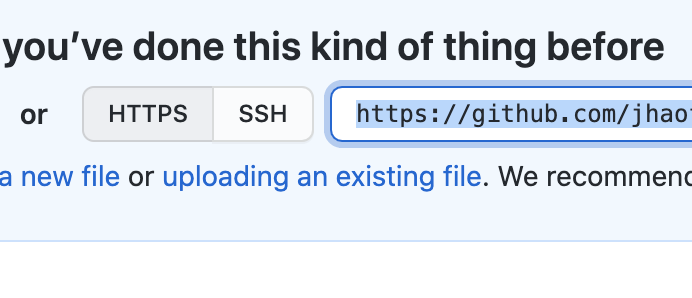 you've done this kind of thing before
or HTTPS SSH https://github.com/jhao
a new file or uploading an existing file. We recommend